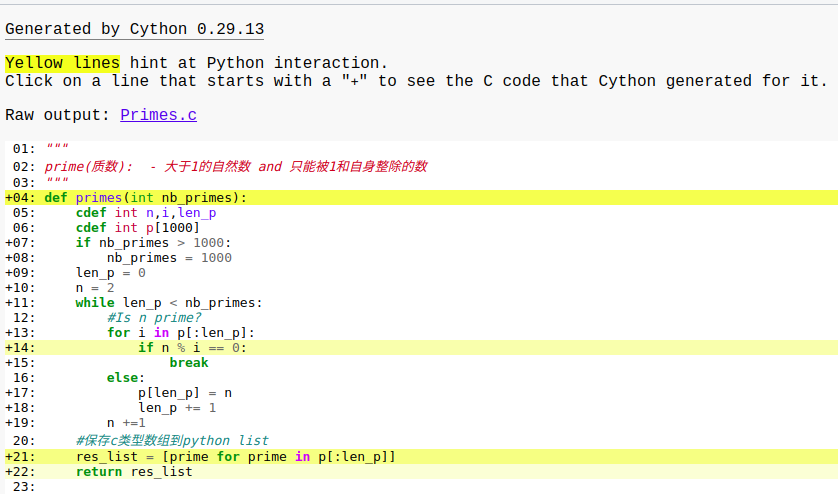 Generated by Cython 0.29.13
Yellow lines hint at Python interaction.
Click on a line that starts with a "+" to see the C code that Cython generated for it.
Raw output: Primes.c
 01: """
 02: prime(质数):  - 大于1的自然数 and 只能被1和自身整除的数
 03: """
+04: def primes(int nb_primes):
 05:     cdef int n,i,len_p
 06:     cdef int p[1000]
+07:     if nb_primes > 1000:
+08:         nb_primes = 1000
+09:     len_p = 0
+10:     n = 2
+11:     while len_p < nb_primes:
 12:         #Is n prime?
+13:         for i in p[:len_p]:
+14:             if n % i == 0:
+15:                 break
 16:         else:
+17:             p[len_p] = n
+18:             len_p += 1
+19:         n +=1
 20:     #保存c类型数组到python list
+21:     res_list = [prime for prime in p[:len_p]]
+22:     return res_list
 23: